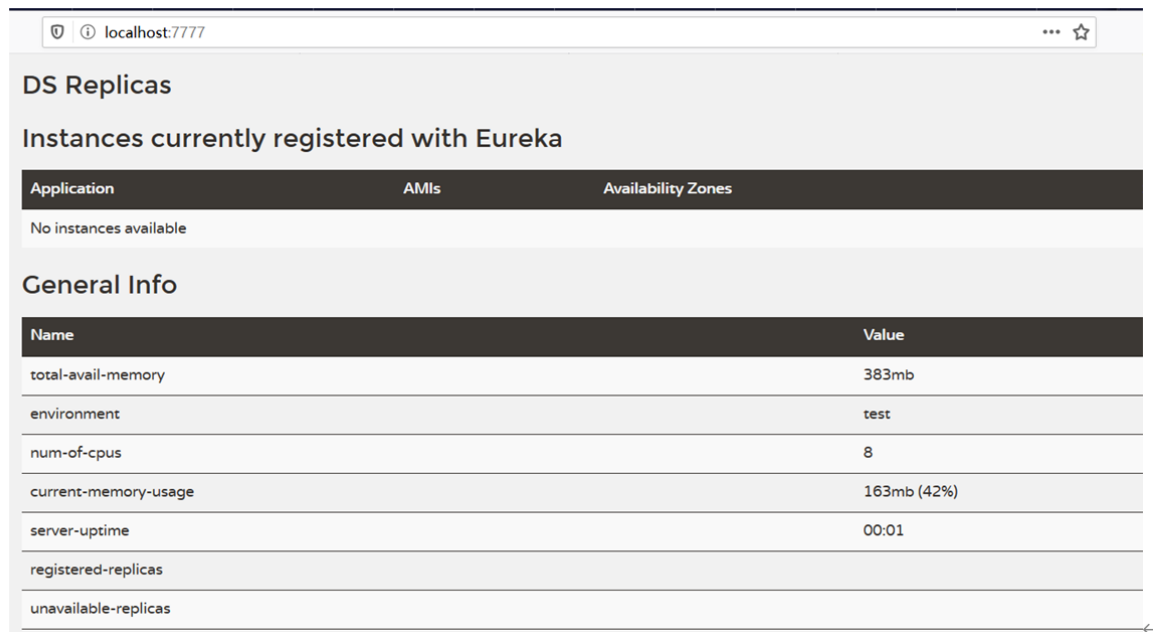 localhost:7777
DS Replicas
Instances currently registered with Eureka
Application AMIs Availability Zones
No instances available
General Info
Name Value
total-avail-memory 383mb
environment test
num-of-cpus 8
current-memory-usage 163mb (42%)
server-uptime 00:01
registered-replicas
unavailable-replicas